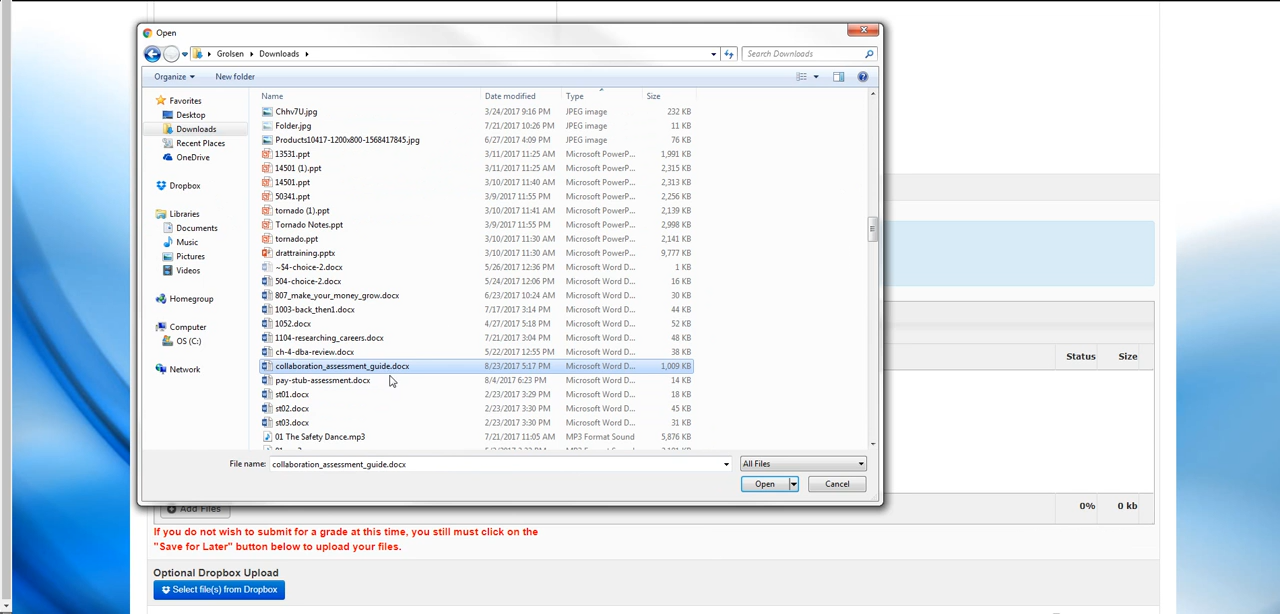 Open
Grolsen Downloads Search Downloads
Organize New folder
Name Date modified Type Size
Favorites
Desktop
Downloads
Recent Places
OneDrive
Dropbox
Libraries
Documents
Music
Pictures
Videos
Homegroup
Computer
OS (C:)
Network
Chhv7U.jpg 3/24/2017 9:16 PM JPEG image 232 KB
Folder.jpg 7/21/2017 10:26 PM JPEG image 11 KB
Products10417-1200x800-1568417845.jpg 6/27/2017 4:09 PM JPEG image 76 KB
13531.ppt 3/11/2017 11:25 AM Microsoft PowerP... 1,991 KB
14501 (1).ppt 3/11/2017 11:25 AM Microsoft PowerP... 2,315 KB
14501.ppt 3/10/2017 11:40 AM Microsoft PowerP... 2,313 KB
50341.ppt 3/9/2017 11:55 PM Microsoft PowerP... 2,256 KB
tornado (1).ppt 3/10/2017 11:41 AM Microsoft PowerP... 2,139 KB
Tornado Notes.ppt 3/9/2017 11:55 PM Microsoft PowerP... 2,998 KB
tornado.ppt 3/10/2017 11:30 AM Microsoft PowerP... 2,141 KB
drattraining.pptx 3/10/2017 11:30 AM Microsoft PowerP... 9,777 KB
~$4-choice-2.docx 5/26/2017 12:36 PM Microsoft Word D... 1 KB
504-choice-2.docx 5/24/2017 12:06 PM Microsoft Word D... 16 KB
807_make_your_money_grow.docx 6/23/2017 10:24 AM Microsoft Word D... 30 KB
1003-back_then1.docx 7/17/2017 3:14 PM Microsoft Word D... 44 KB
1052.docx 4/27/2017 5:18 PM Microsoft Word D... 52 KB
1104-researching_careers.docx 7/21/2017 3:04 PM Microsoft Word D... 48 KB
ch-4-dba-review.docx 5/22/2017 12:55 PM Microsoft Word D... 38 KB
collaboration_assessment_guide.docx 8/23/2017 5:17 PM Microsoft Word D... 1,009 KB
pay-stub-assessment.docx 8/4/2017 6:23 PM Microsoft Word D... 14 KB
st01.docx 2/23/2017 3:29 PM Microsoft Word D... 18 KB
st02.docx 2/23/2017 3:30 PM Microsoft Word D... 45 KB
st03.docx 2/23/2017 3:30 PM Microsoft Word D... 31 KB
01 The Safety Dance.mp3 7/21/2017 11:05 AM MP3 Format Sound 5,876 KB
File name: collaboration_assessment_guide.docx All Files
Open Cancel
Status Size
Add Files 0% 0 kb
If you do not wish to submit for a grade at this time, you still must click on the
"Save for Later" button below to upload your files.
Optional Dropbox Upload
Select file(s) from Dropbox